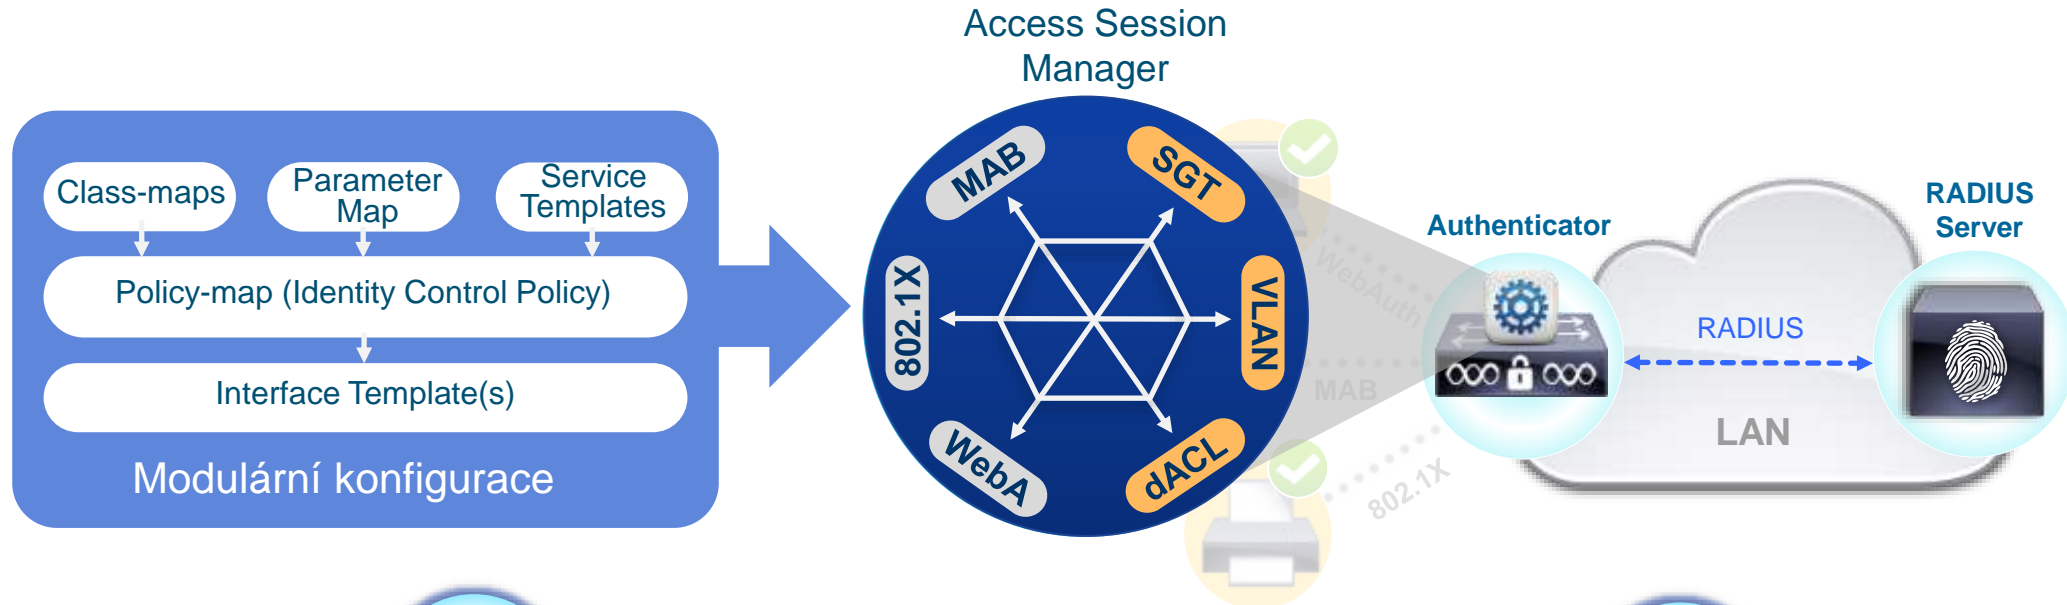 Access Session
Manager
Class-maps
Parameter
Map
Service
Templates
Policy-map (Identity Control Policy)
Interface Template(s)
Modulární konfigurace
MAB
SGT
802.1X
VLAN
WebA
dACL
WebAuth
MAB
802.1X
Authenticator
RADIUS
LAN
RADIUS
Server